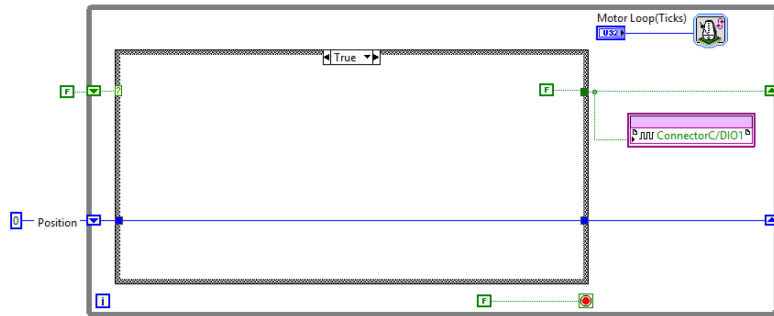 Motor Loop(Ticks)
U32
True
F
?
F
ConnectorC/DIO1
0
Position
i
F